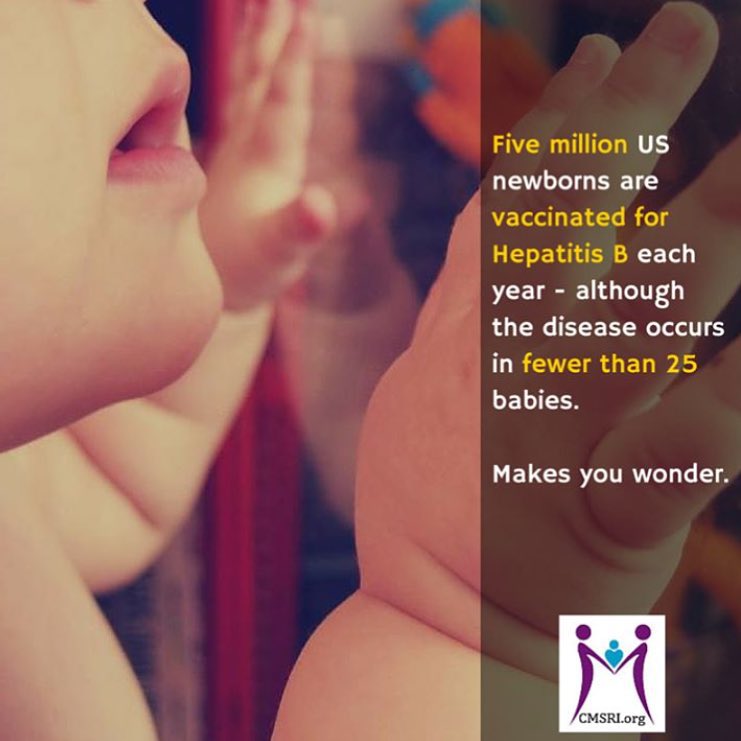 Five million US
newborns are
vaccinated for
Hepatitis B each
year - although
the disease occurs
in fewer than 25
babies.
Makes you wonder.
CMSRI.org